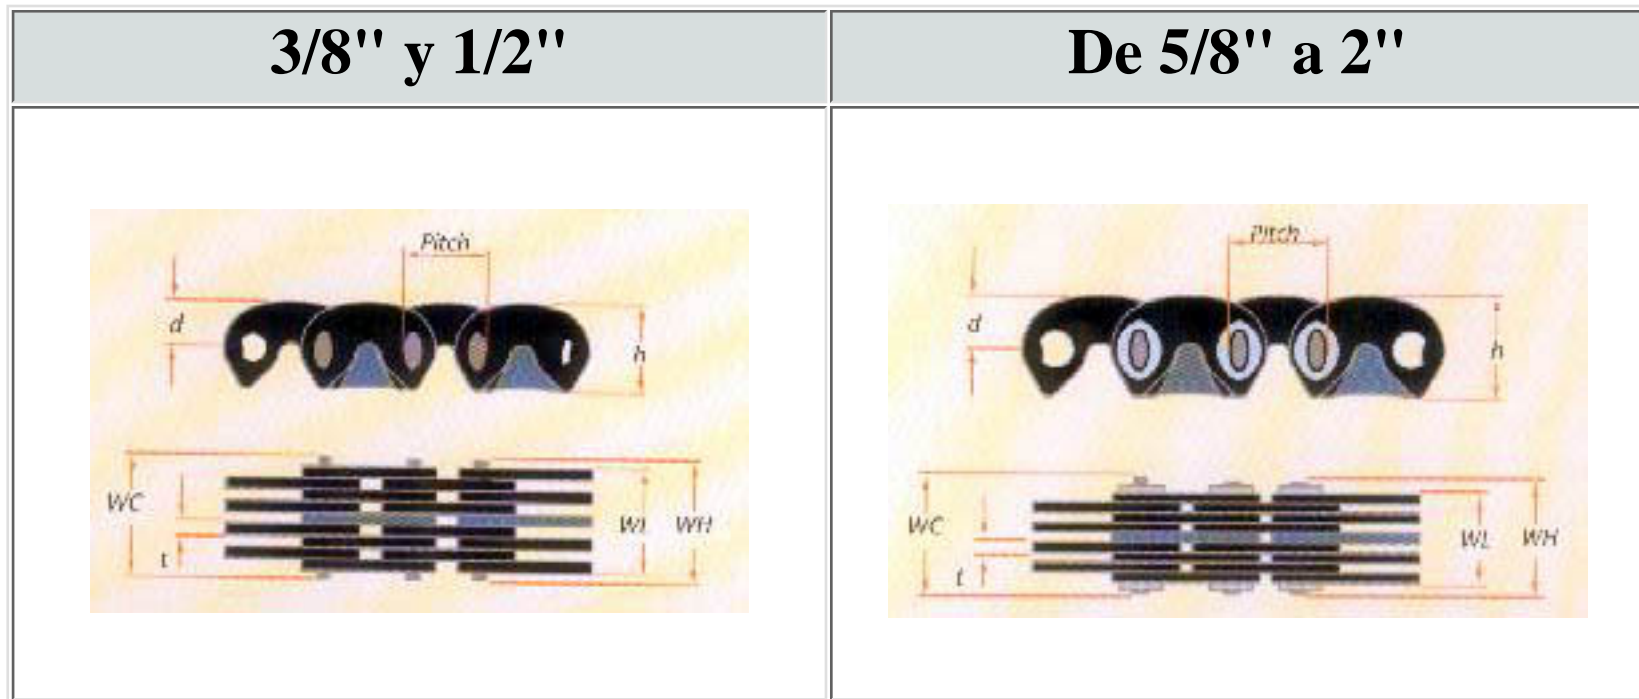 3/8" y 1/2"
De 5/8" a 2"
Pitch
d
h
WC
t
WL
WH
Pitch
d
h
WC
t
WL
WH